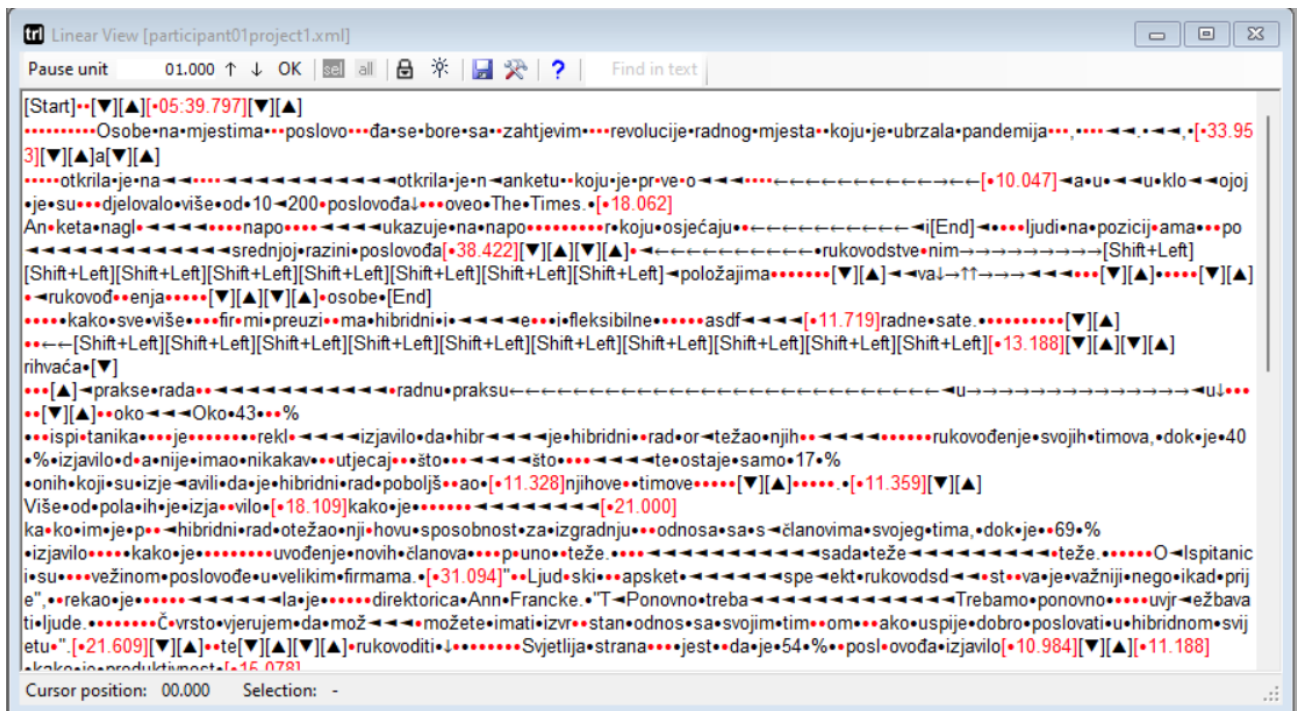 trl Linear View [participant01project1.xml]
Pause unit 01.000 ↑ ↓ OK sel all ? Find in text
[Start]••[▼][▲][•05:39.797][▼][▲]
••••••••••Osobe•na•mjestima•••poslovo•••đa•se•bore•sa••zahtjevim••••revolucije•radnog•mjesta••koju•je•ubrzala•pandemija•••,••••◄◄.•◄◄,•[•33.95
3][▼][▲]a[▼][▲]
•••••otkrila•je•na◄◄••••◄◄◄◄◄◄◄◄◄◄◄otkrila•je•n◄anketu••koju•je•pr•ve•o◄◄◄••••←←←←←←←←←←→←←[•10.047]◄a•u•◄◄u•klo◄◄ojoj
•je•su•••djelovalo•više•od•10◄200•poslovođa↓•••oveo•The•Times.•[•18.062]
An•keta•nagl•◄◄◄◄••••napo••••◄◄◄◄ukazuje•na•napo•••••••••r•koju•osjećaju••←←←←←←←←←←◄i[End]◄••••ljudi•na•pozicij•ama•••po
◄◄◄◄◄◄◄◄◄◄◄◄srednjoj•razini•poslovođa[•38.422][▼][▲][▼][▲]•◄←←←←←←←←←←•rukovodstve•nim→→→→→→→→[Shift+Left]
[Shift+Left][Shift+Left][Shift+Left][Shift+Left][Shift+Left][Shift+Left][Shift+Left]◄položajima•••••••[▼][▲]◄◄va↓→↑↑→→→◄◄◄•••[▼][▲]•••••[▼][▲]
•◄rukovođ••enja•••••[▼][▲][▼][▲]•osobe•[End]
•••••kako•sve•više••••fir•mi•preuzi••ma•hibridni•i•◄◄◄◄e•••i•fleksibilne••••••asdf◄◄◄◄[•11.719]radne•sate.••••••••••[▼][▲]
••←←[Shift+Left][Shift+Left][Shift+Left][Shift+Left][Shift+Left][Shift+Left][Shift+Left][Shift+Left][Shift+Left][Shift+Left][•13.188][▼][▲][▼][▲]
rihvaća•[▼]
•••[▲]◄prakse•rada••◄◄◄◄◄◄◄◄◄◄◄•radnu•praksu←←←←←←←←←←←←←←←←←←←←←←←←←◄u→→→→→→→→→→→→→→→◄u↓•••
••[▼][▲]••oko◄◄◄Oko•43•••%
•••ispi•tanika••••je••••••••rekl•◄◄◄◄izjavilo•da•hibr◄◄◄◄je•hibridni••rad•or◄težao•njih••◄◄◄◄••••••rukovođenje•svojih•timova,•dok•je•40
•%•izjavilo•d•a•nije•imao•nikakav•••utjecaj•••što•••◄◄◄◄što••••◄◄◄◄te•ostaje•samo•17•%
•onih•koji•su•izje◄avili•da•je•hibridni•rad•poboljš••ao•[•11.328]njihove••timove•••••[▼][▲]•••••.•[•11.359][▼][▲]
Više•od•pola•ih•je•izja••vilo•[•18.109]kako•je•••••••◄◄◄◄◄◄◄◄[•21.000]
ka•ko•im•je•p••◄hibridni•rad•otežao•nji•hovu•sposobnost•za•izgradnju•••odnosa•sa•s◄članovima•svojeg•tima,•dok•je••69•%
•izjavilo•••••kako•je•••••••••uvođenje•novih•članova••••p•uno••teže.••••◄◄◄◄◄◄◄◄◄sada•teže◄◄◄◄◄◄◄◄◄•teže.••••••O◄Ispitanic
i•su••••vežinom•poslovođe•u•velikim•firmama.•[•31.094]"••Ljud•ski•••apsket•◄◄◄◄◄◄spe◄ekt•rukovodsd◄◄•st••va•je•važniji•nego•ikad•prij
e",••rekao•je••••••◄◄◄◄◄◄la•je••••••direktorica•Ann•Francke.•"T◄Ponovno•treba◄◄◄◄◄◄◄◄◄◄◄◄◄Trebamo•ponovno•••••uvjr◄ežbava
ti•ljude.••••••••Č•vrsto•vjerujem•da•mož◄◄◄•možete•imati•izvr••stan•odnos•sa•svojim•tim••om•••ako•uspije•dobro•poslovati•u•hibridnom•svij
etu•".[•21.609][▼][▲]••te[▼][▲][▼][▲]•rukovoditi•↓••••••••Svjetlija•strana••••jest••da•je•54•%••posl•ovođa•izjavilo[•10.984][▼][▲][•11.188]
•kako•je•produktivnost•[•15.078]
Cursor position: 00.000 Selection: -